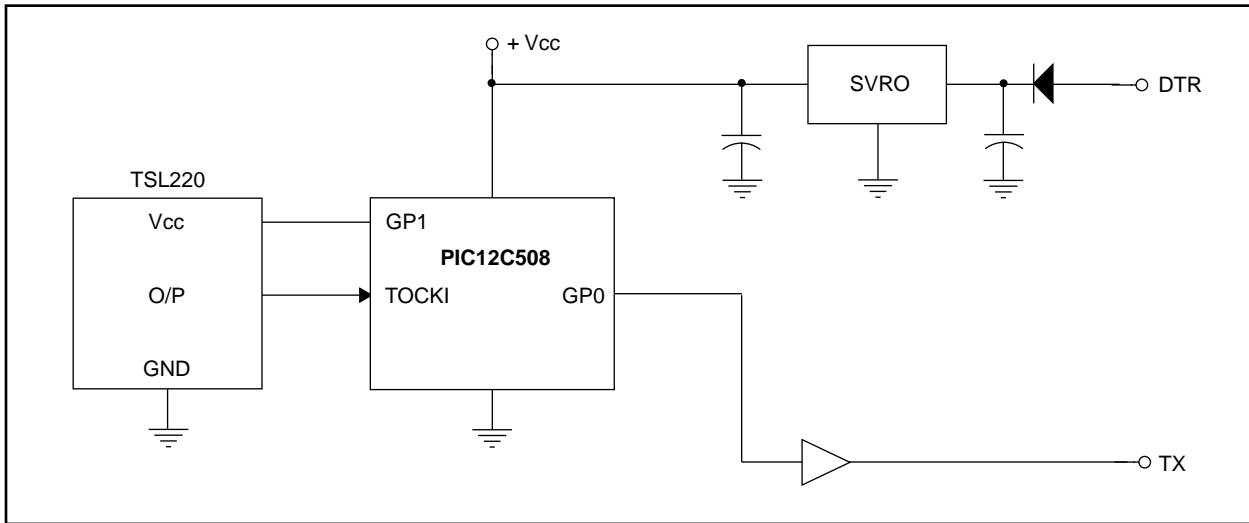 + Vcc
SVRO
DTR
TSL220
Vcc
GP1
PIC12C508
O/P
TOCKI
GP0
GND
TX